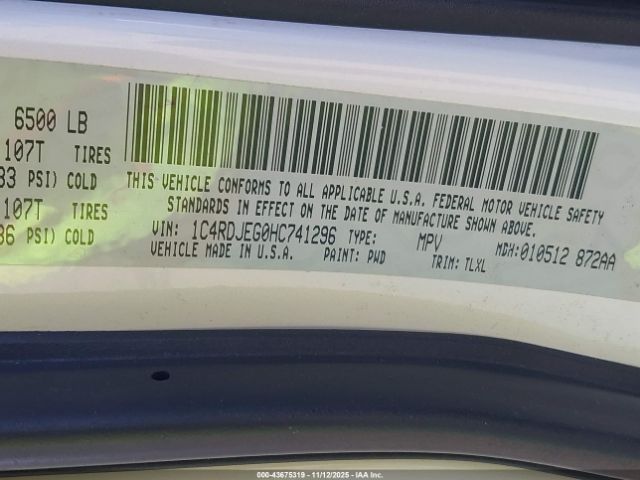 6500 LB
107T TIRES
33 PSI) COLD
107T TIRES
36 PSI) COLD
THIS VEHICLE CONFORMS TO ALL APPLICABLE U.S.A. FEDERAL MOTOR VEHICLE SAFETY
STANDARDS IN EFFECT ON THE DATE OF MANUFACTURE SHOWN ABOVE.
VIN: 1C4RDJEG0HC741296 TYPE: MPV MDH:010512 872AA
VEHICLE MADE IN U.S.A. PAINT: PWD TRIM: TLXL
000-43675319 - 11/12/2025 - IAA Inc.